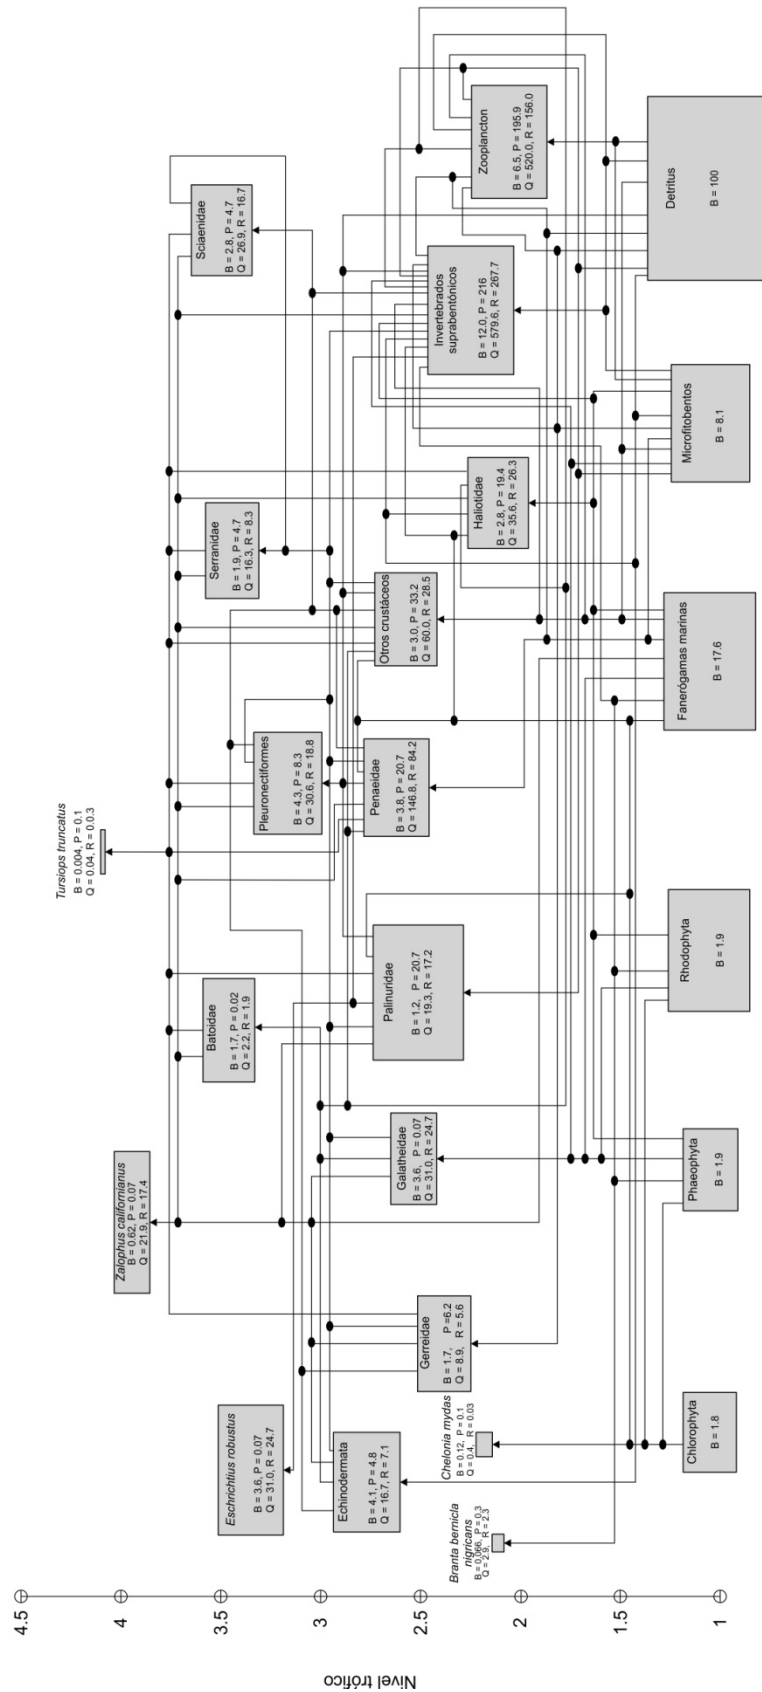 Nivel trófico
4.5
4
3.5
3
2.5
2
1.5
1
Tursiops truncatus
B = 0.004, P = 0.1
Q = 0.04, R = 0.0.3
Zalophus californianus
B = 0.62, P = 0.07
Q = 21.9, R = 17.4
Eschrichtius robustus
B = 3.6, P = 0.07
Q = 31.0, R = 24.7
Batoidae
B = 1.7, P = 0.02
Q = 2.2, R = 1.9
Pleuronectiformes
B = 4.3, P = 8.3
Q = 30.6, R = 18.8
Serranidae
B = 1.9, P = 4.7
Q = 16.3, R = 8.3
Sciaenidae
B = 2.8, P = 4.7
Q = 26.9, R = 16.7
Echinodermata
B = 4.1, P = 4.8
Q = 16.7, R = 7.1
Gerreidae
B = 1.7, P =6.2
Q = 8.9, R = 5.6
Galatheidae
B = 3.6, P = 0.07
Q = 31.0, R = 24.7
Palinuridae
B = 1.2, P = 20.7
Q = 19.3, R = 17.2
Penaeidae
B = 3.8, P = 20.7
Q = 146.8, R = 84.2
Otros crustáceos
B = 3.0, P = 33.2
Q = 60.0, R = 28.5
Haliotidae
B = 2.8, P = 19.4
Q = 35.6, R = 26.3
Invertebrados
suprabentónicos
B = 12.0, P = 216
Q = 579.6, R = 267.7
Zooplancton
B = 6.5, P = 195.9
Q = 520.0, R = 156.0
Branta bernicla
nigricans
B = 0.066, P = 0.3
Q = 2.9, R = 2.3
Chelonia mydas
B = 0.12, P = 0.1
Q = 0.4, R = 0.03
Chlorophyta
B = 1.8
Phaeophyta
B = 1.9
Rhodophyta
B = 1.9
Fanerógamas marinas
B = 17.6
Microfitobentos
B = 8.1
Detritus
B = 100